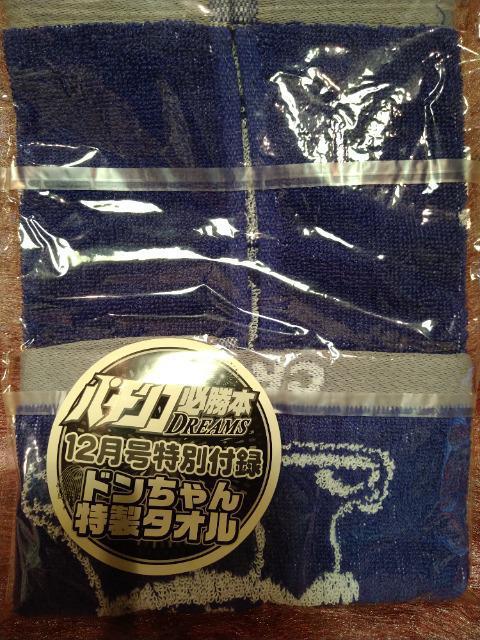 CR
パチンコ必勝本
DREAMS
12月号特別付録
ドンちゃん
特製タオル